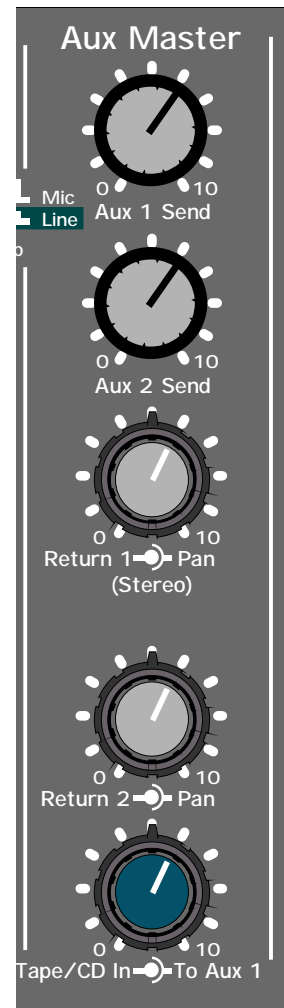 Aux Master
0 10
Mic
Aux 1 Send
Line
0 10
Aux 2 Send
0 10
Return 1 Pan
(Stereo)
0 10
Return 2 Pan
0 10
Tape/CD In To Aux 1